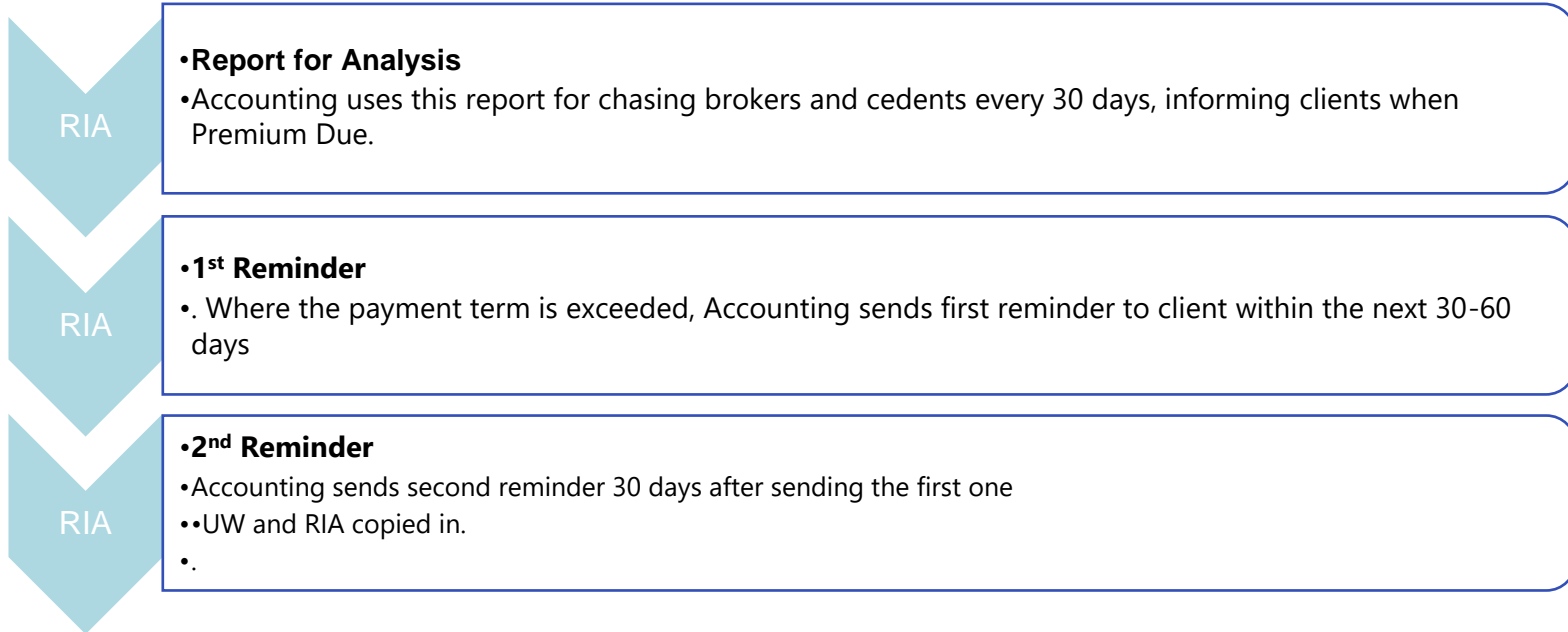 RIA
•Report for Analysis
•Accounting uses this report for chasing brokers and cedents every 30 days, informing clients when
Premium Due.
RIA
•1st Reminder
•. Where the payment term is exceeded, Accounting sends first reminder to client within the next 30-60
days
RIA
•2nd Reminder
•Accounting sends second reminder 30 days after sending the first one
••UW and RIA copied in.
•.